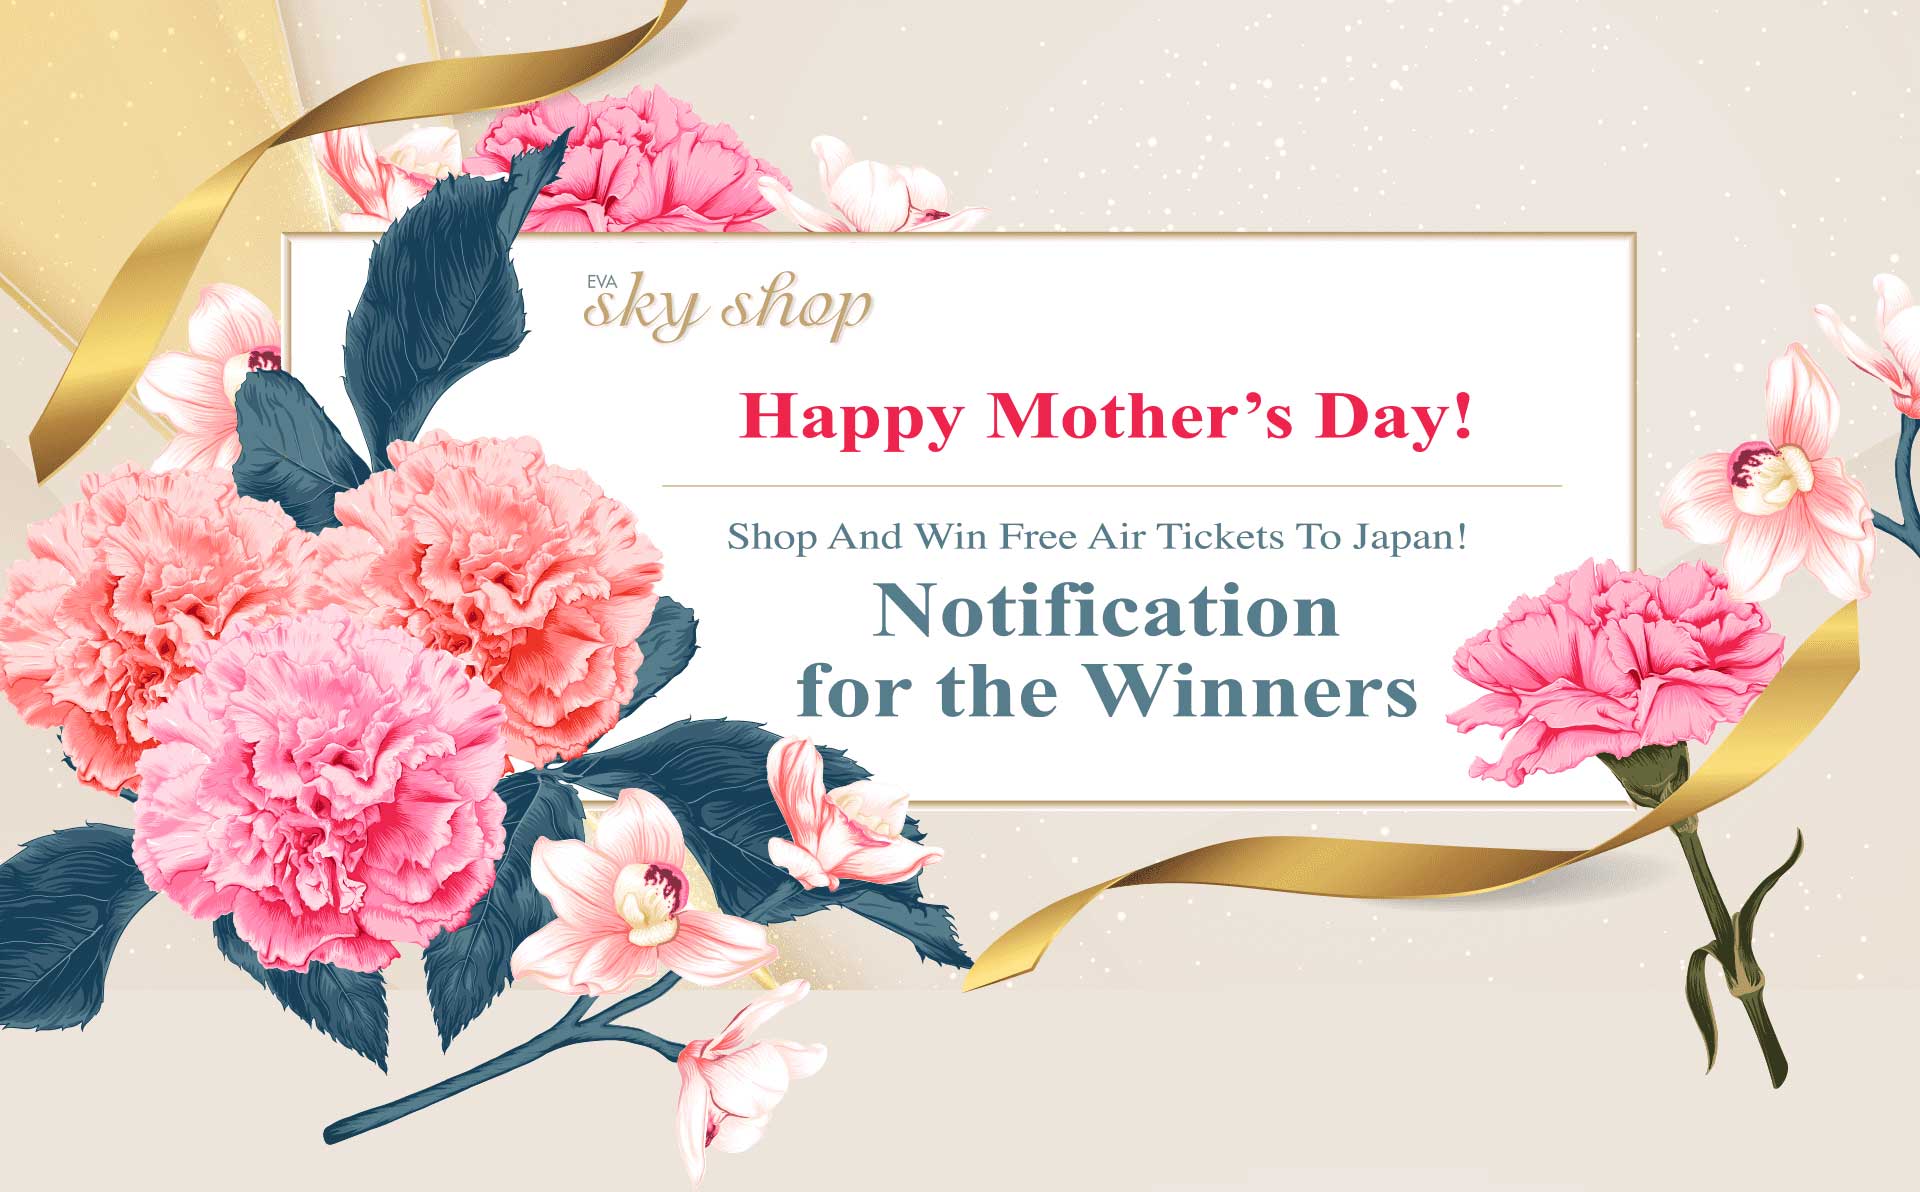 EVA
sky shop
Happy Mother’s Day!
Shop And Win Free Air Tickets To Japan!
Notification
for the Winners